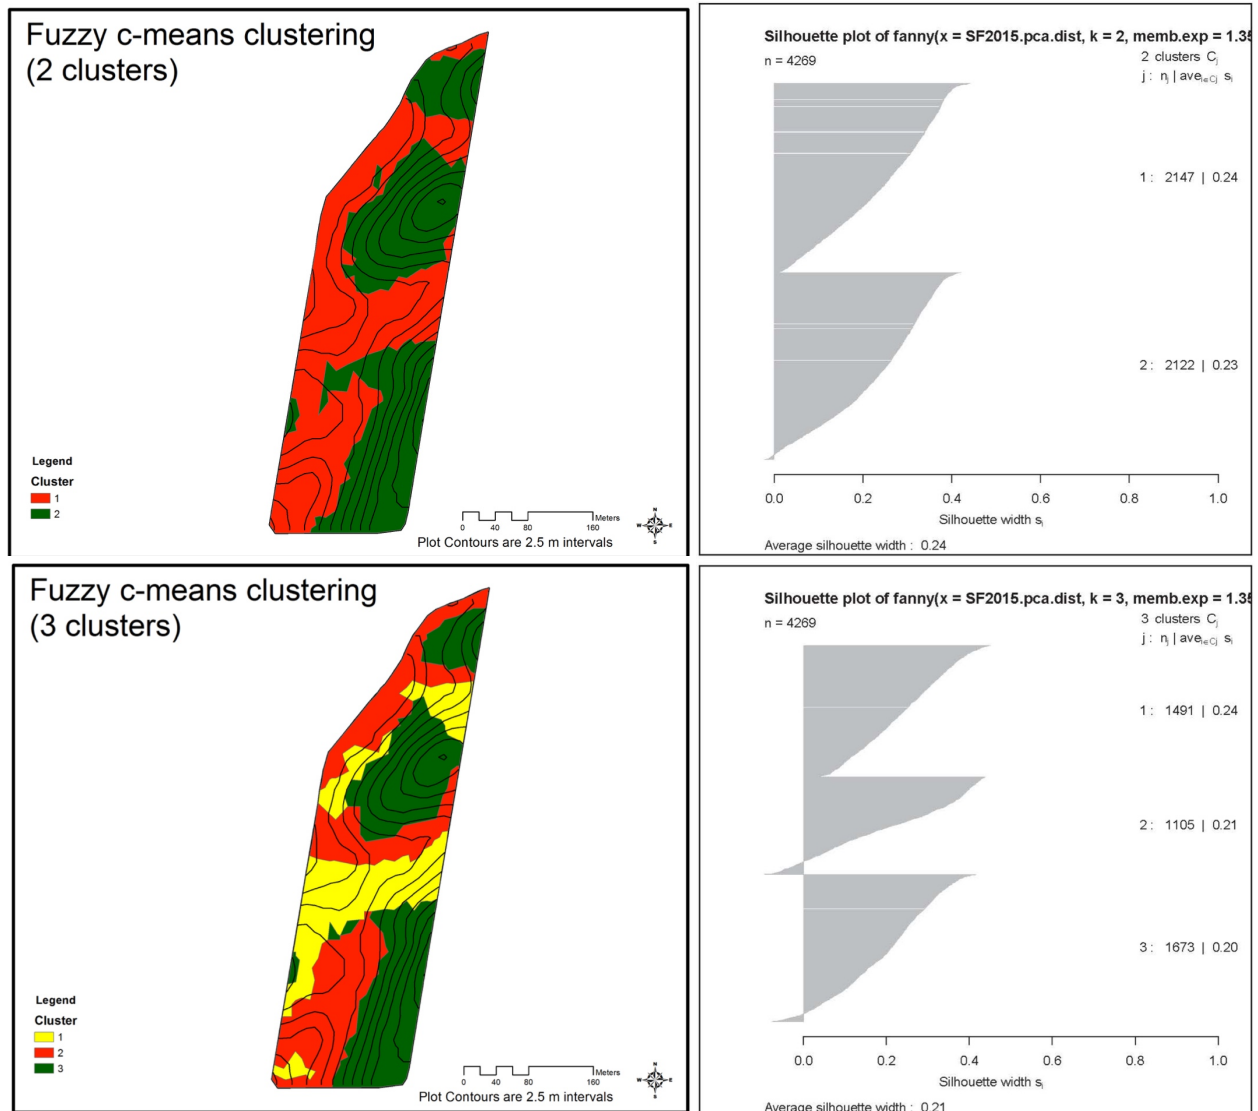 Fuzzy c-means clustering
(2 clusters)
Legend
Cluster
1
2
N
W
E
S
0
40
80
160
Meters
Plot Contours are 2.5 m intervals
Silhouette plot of fanny(x = SF2015.pca.dist, k = 2, memb.exp = 1.35
n = 4269
2 clusters Cj
j : nj | avei∈Cj si
1 : 2147 | 0.24
2 : 2122 | 0.23
0.0 0.2 0.4 0.6 0.8 1.0
Silhouette width si
Average silhouette width : 0.24
Fuzzy c-means clustering
(3 clusters)
Legend
Cluster
1
2
3
N
W
E
S
0
40
80
160
Meters
Plot Contours are 2.5 m intervals
Silhouette plot of fanny(x = SF2015.pca.dist, k = 3, memb.exp = 1.35
n = 4269
3 clusters Cj
j : nj | avei∈Cj si
1 : 1491 | 0.24
2 : 1105 | 0.21
3 : 1673 | 0.20
0.0 0.2 0.4 0.6 0.8 1.0
Silhouette width si
Average silhouette width : 0.21